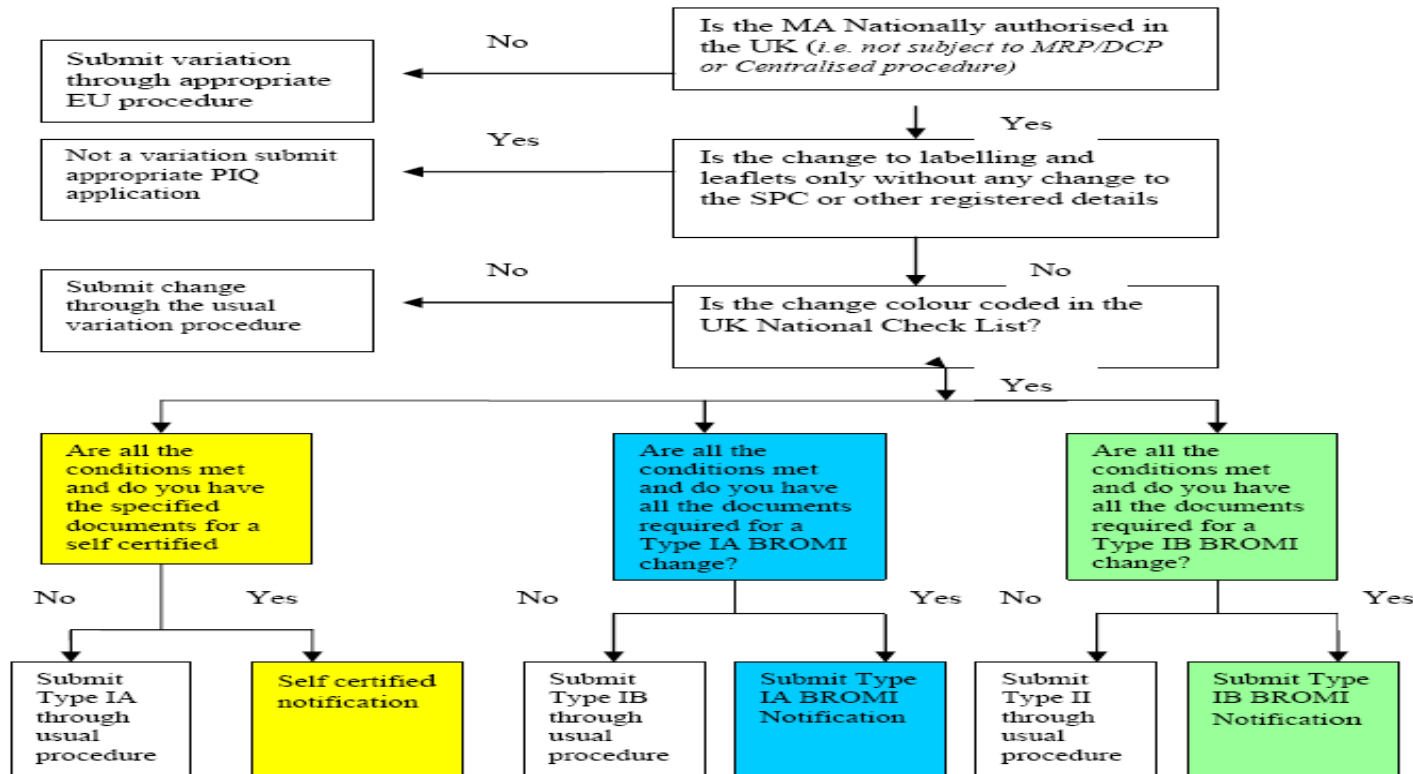 Is the MA Nationally authorised in
the UK (i.e. not subject to MRP/DCP
or Centralised procedure)
No
Submit variation
through appropriate
EU procedure
Yes
Is the change to labelling and
leaflets only without any change to
the SPC or other registered details
Yes
Not a variation submit
appropriate PIQ
application
No
Is the change colour coded in the
UK National Check List?
No
Submit change
through the usual
variation procedure
Yes
Are all the
conditions met
and do you have
the specified
documents for a
self certified
Are all the
conditions met
and do you have
all the documents
required for a
Type IA BROMI
change?
Are all the
conditions met
and do you have
all the documents
required for a
Type IB BROMI
change?
No
Yes
No
Yes
No
Yes
Submit
Type IA
through
usual
procedure
Self certified
notification
Submit
Type IB
through
usual
procedure
Submit Type
IA BROMI
Notification
Submit
Type II
through
usual
procedure
Submit Type
IB BROMI
Notification